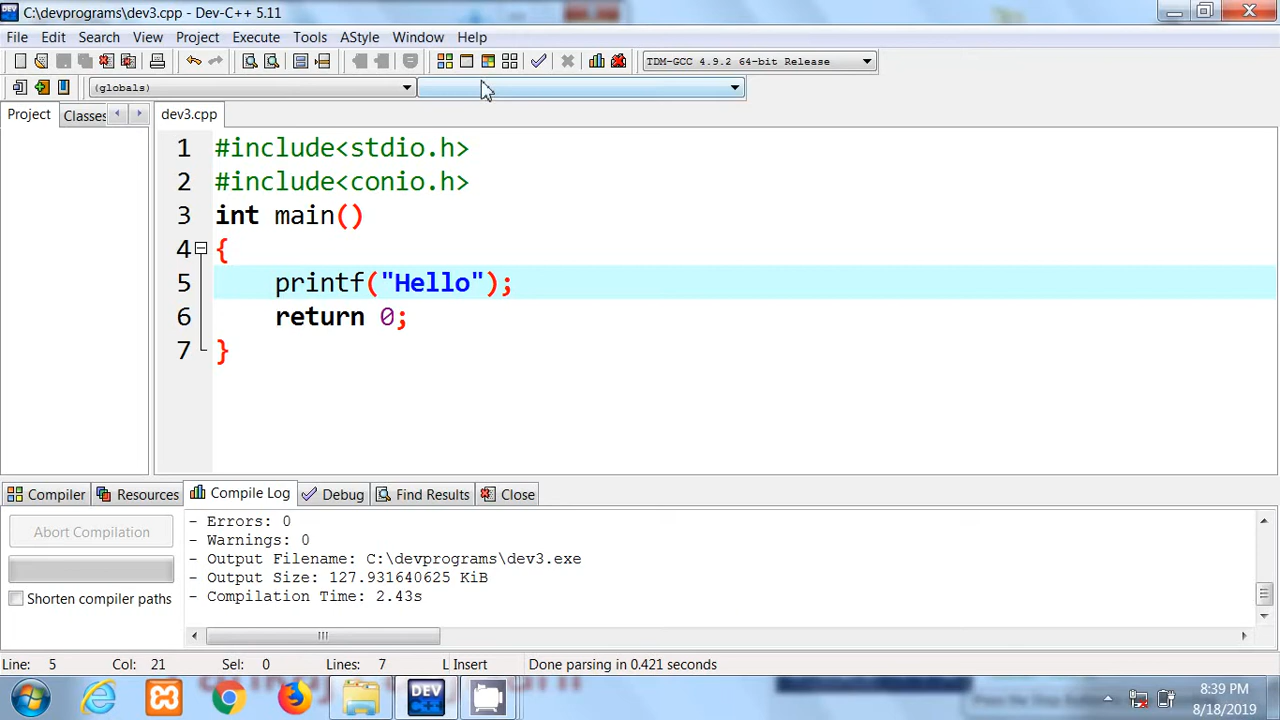 C:\devprograms\dev3.cpp - Dev-C++ 5.11
File Edit Search View Project Execute Tools AStyle Window Help
TDM-GCC 4.9.2 64-bit Release
(globals)
Project Classes dev3.cpp
1 #include<stdio.h>
2 #include<conio.h>
3 int main()
4 {
5 printf("Hello");
6 return 0;
7 }
Compiler Resources Compile Log Debug Find Results Close
Abort Compilation
Shorten compiler paths
- Errors: 0
- Warnings: 0
- Output Filename: C:\devprograms\dev3.exe
- Output Size: 127.931640625 KiB
- Compilation Time: 2.43s
Line: 5 Col: 21 Sel: 0 Lines: 7 Insert Done parsing in 0.421 seconds
DEV C++
8:39 PM
8/18/2019